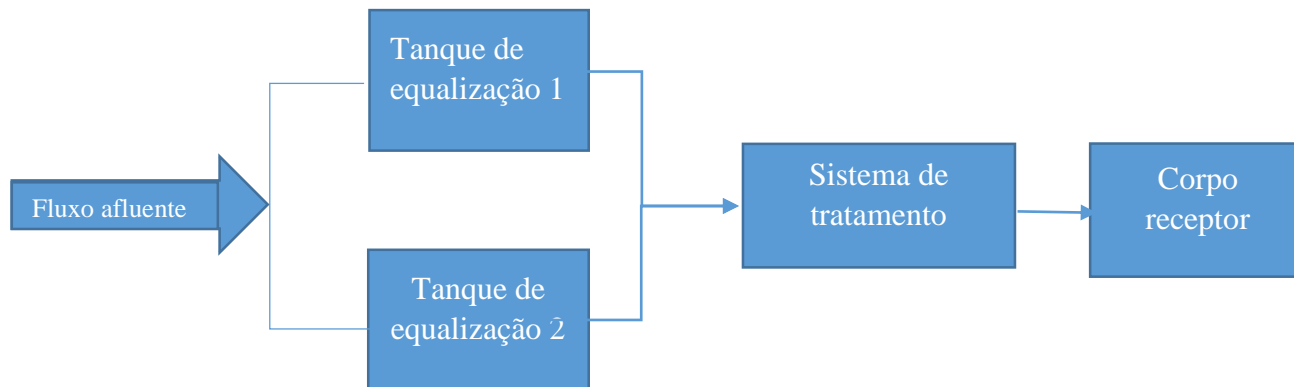 Fluxo afluente
Tanque de
equalização 1
Tanque de
equalização 2
Sistema de
tratamento
Corpo
receptor